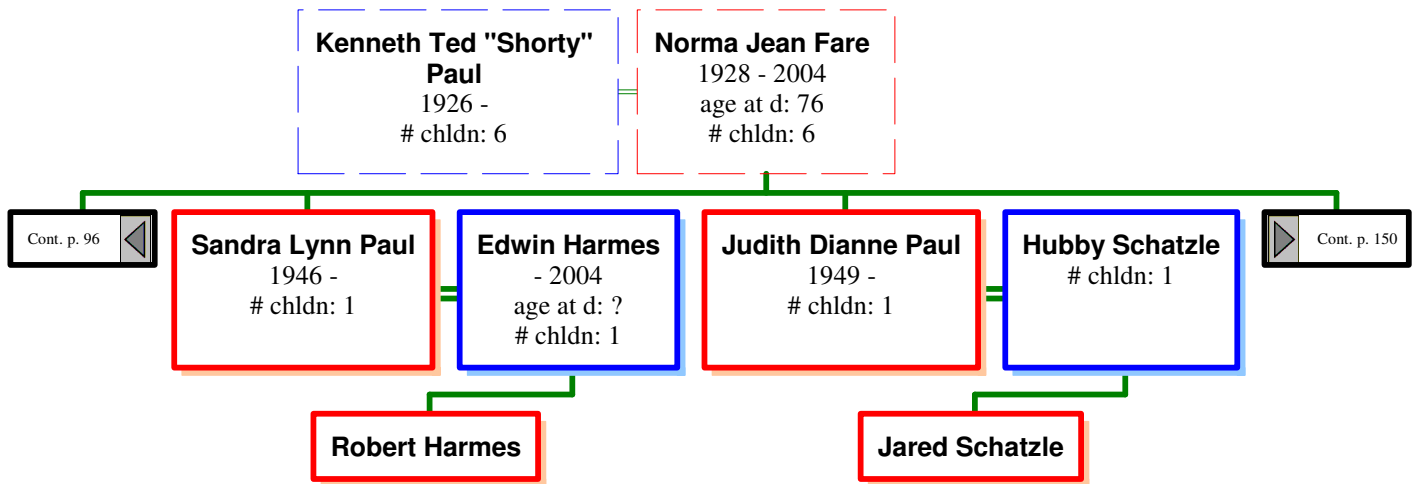 Kenneth Ted "Shorty"
Paul
1926 -
# chldn: 6
Norma Jean Fare
1928 - 2004
age at d: 76
# chldn: 6
Cont. p. 96
Sandra Lynn Paul
1946 -
# chldn: 1
Edwin Harmes
- 2004
age at d: ?
# chldn: 1
Judith Dianne Paul
1949 -
# chldn: 1
Hubby Schatzle
# chldn: 1
Cont. p. 150
Robert Harmes
Jared Schatzle